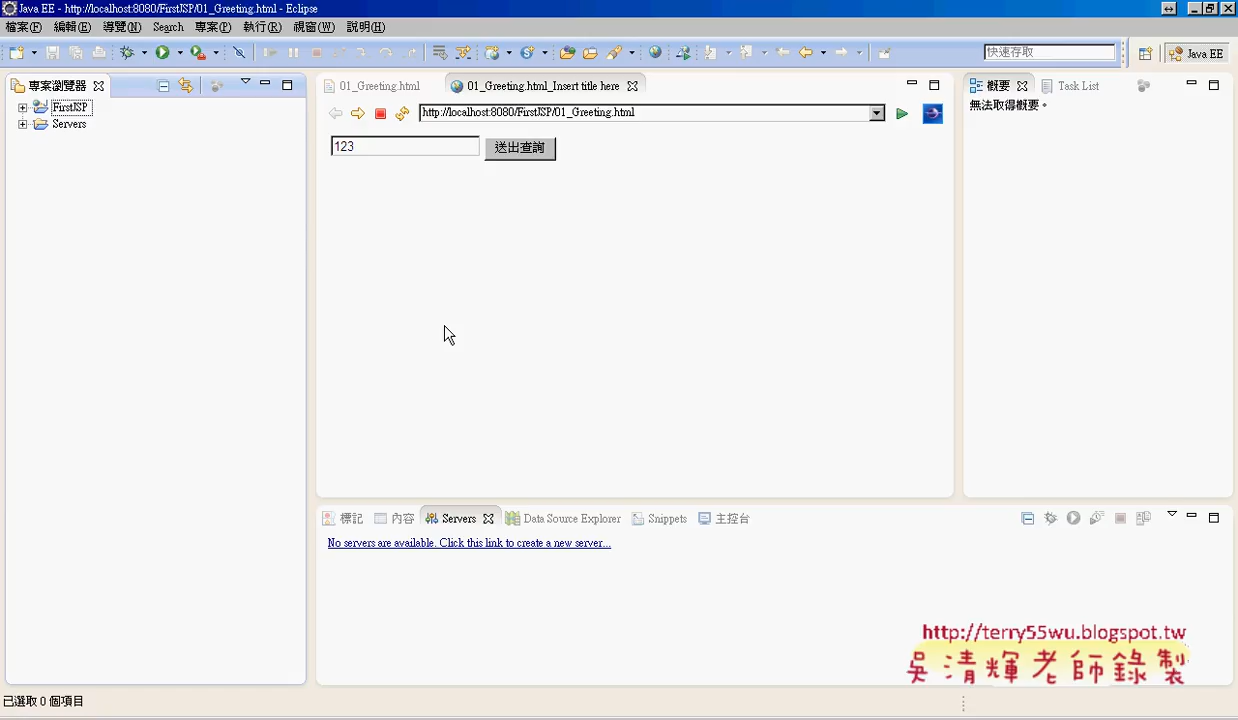 Java EE - http://localhost:8080/FirstJSP/01_Greeting.html - Eclipse
檔案(F) 編輯(E) 導覽(N) Search 專案(P) 執行(R) 視窗(W) 說明(H)
快速存取
Java EE
專案瀏覽器
01_Greeting.html
01_Greeting.html_Insert title here
概要
Task List
FirstJSP
Servers
http://localhost:8080/FirstJSP/01_Greeting.html
無法取得概要。
123
送出查詢
標記 內容 Servers Data Source Explorer Snippets 主控台
No servers are available. Click this link to create a new server...
http://terry55wu.blogspot.tw
吳清輝老師錄製
已選取 0 個項目